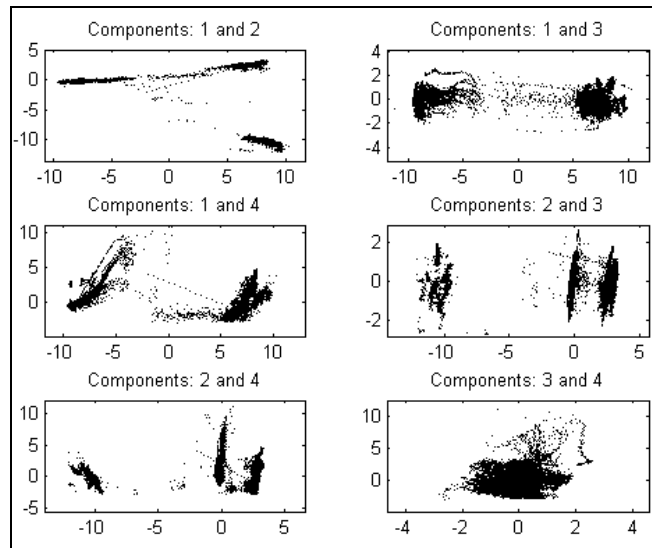 Components: 1 and 2
5
0
-5
-10
-10 -5 0 5 10
Components: 1 and 3
4
2
0
-2
-4
-10 -5 0 5 10
Components: 1 and 4
10
5
0
-10 -5 0 5 10
Components: 2 and 3
2
0
-2
-10 -5 0 5
Components: 2 and 4
10
5
0
-5
-10 -5 0 5
Components: 3 and 4
10
5
0
-4 -2 0 2 4